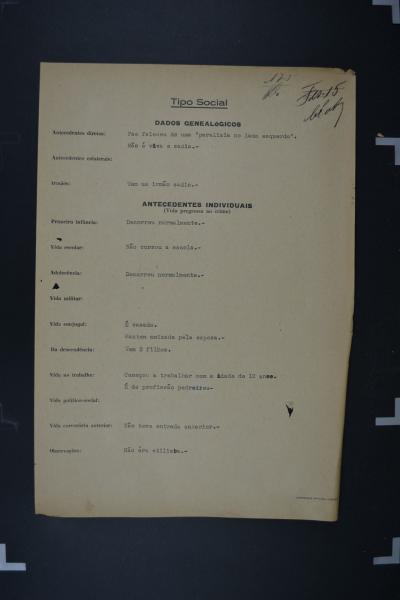 Tipo Social
DADOS GENEALÓGICOS
Antecedentes diretos: Pae faleceu de uma "paralisia no lado esquerdo".
Mãe é viva e sadia.-
Antecedentes colaterais:
Irmãos: Tem um irmão sadio.-
ANTECEDENTES INDIVIDUAIS
(Vida pregressa ao crime)
Primeira infância: Decorreu normalmente.-
Vida escolar: Não cursou a escola.-
Adolecência: Decorreu normalmente.-
Vida militar:
Vida conjugal: É casado.
Mantem amizade pela esposa.-
Da descendência: Tem 2 filhos.
Vida no trabalho: Começou a trabalhar com a idade de 12 anos.
É de profissão pedreiro.-
Vida político-social:
Vida correcória anterior: Não teve entrada anterior.-
Observações: Não éra elilista.-